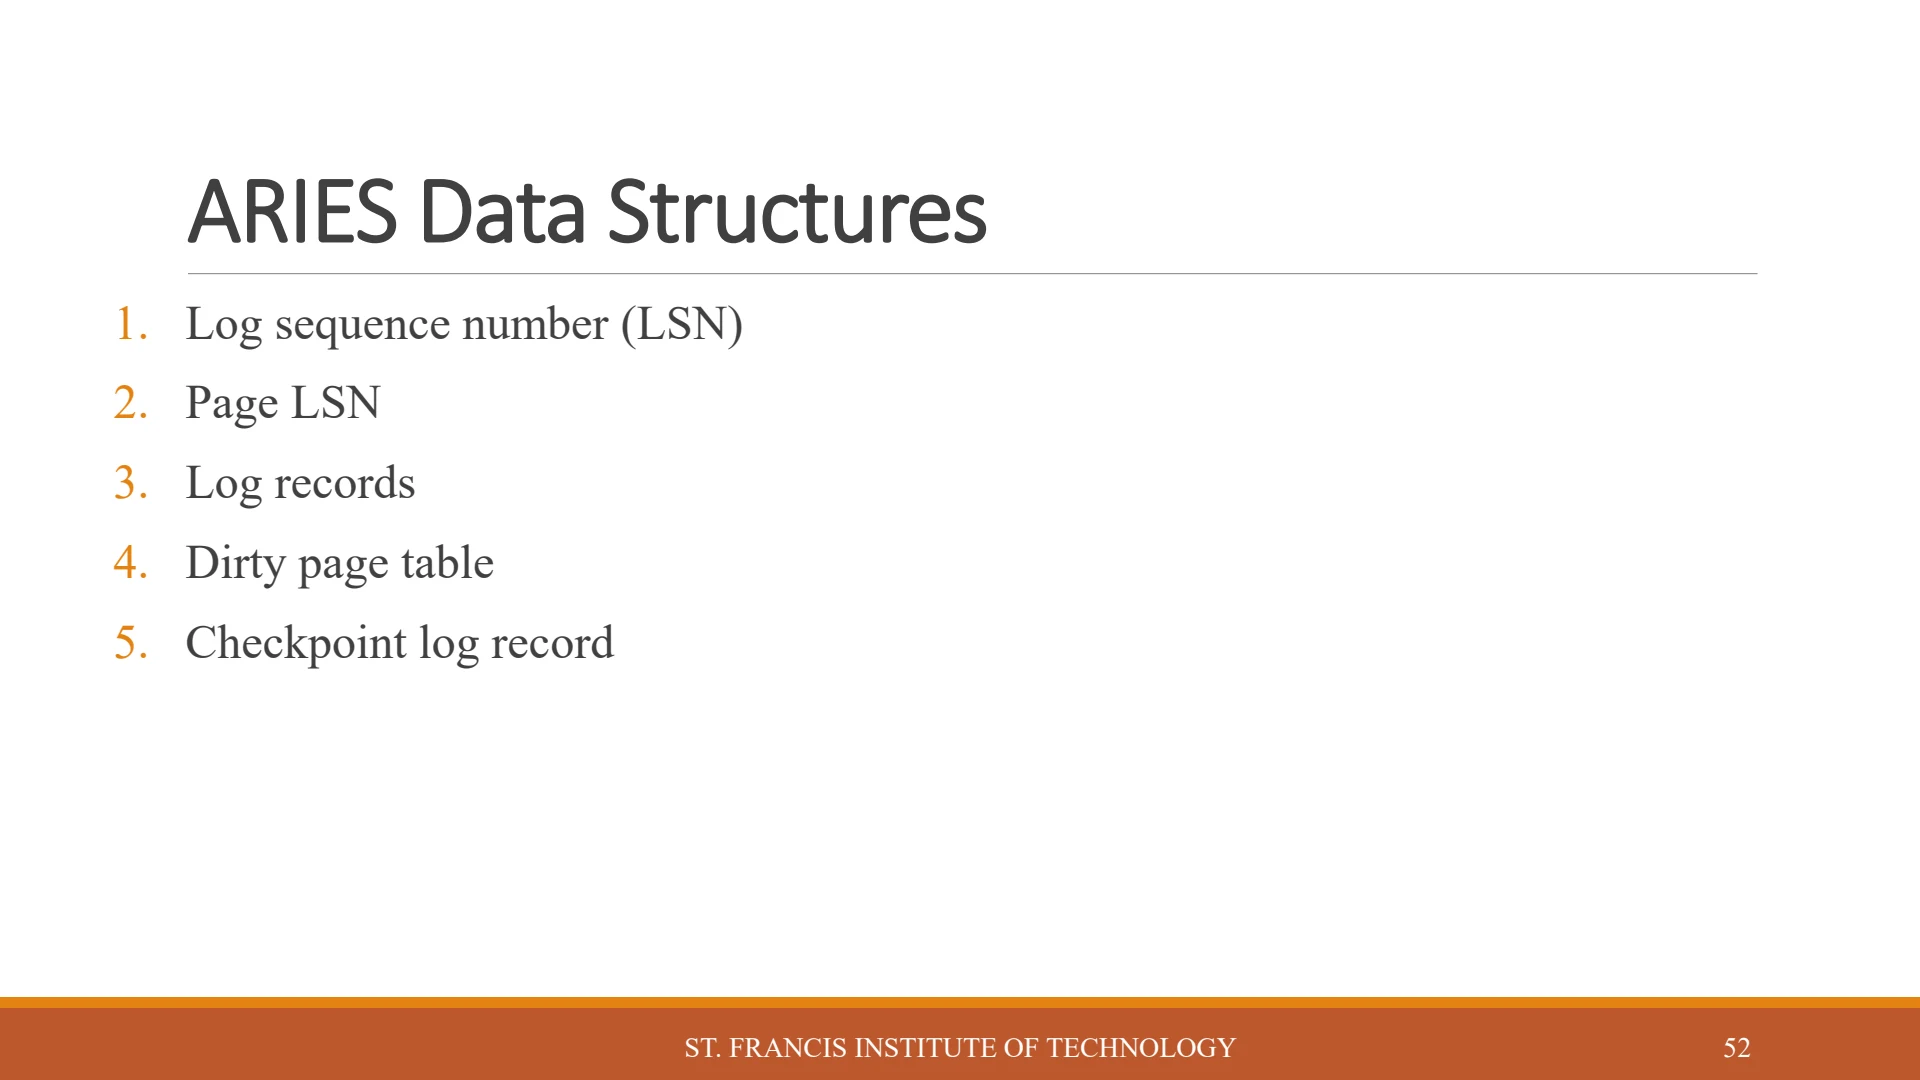 ARIES Data Structures
1. Log sequence number (LSN)
2. Page LSN
3. Log records
4. Dirty page table
5. Checkpoint log record
ST. FRANCIS INSTITUTE OF TECHNOLOGY
52